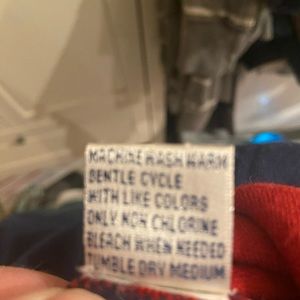 MACHINE WASH WARM
GENTLE CYCLE
WITH LIKE COLORS
ONLY NON CHLORINE
BLEACH WHEN NEEDED
TUMBLE DRY MEDIUM